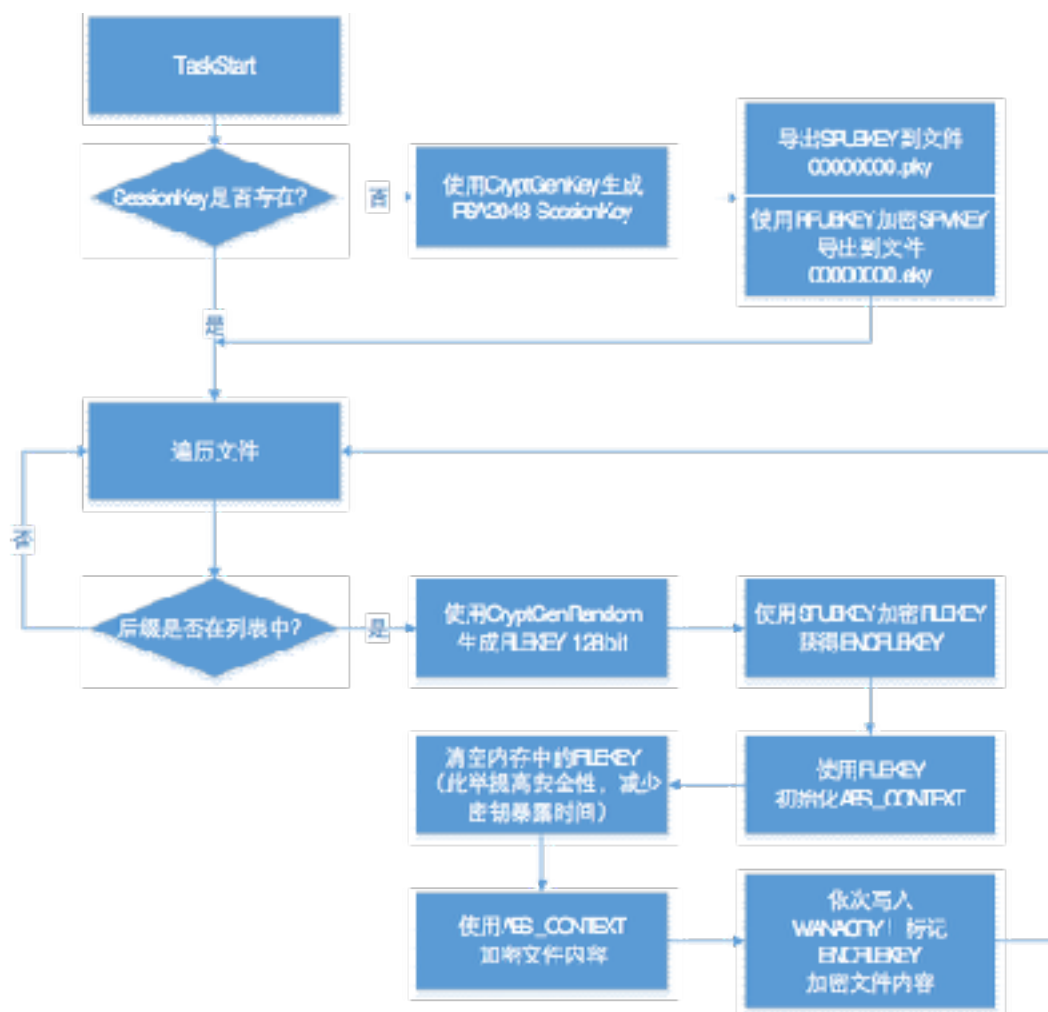 TaskStart
SessionKey是否存在?
否
使用CryptGenKey生成
RSA2048 SessionKey
导出SPUBKEY到文件
00000000.pky
使用RPUBKEY加密SPIVKEY
导出到文件
00000000.eky
是
遍历文件
否
后缀是否在列表中?
是
使用CryptGenRandom
生成FILEKEY 128bit
使用SPUBKEY加密FILEKEY
获得ENCFILEKEY
清空内存中的FILEKEY
（此举提高安全性，减少
密钥暴露时间）
使用FILEKEY
初始化AES_CONTEXT
使用AES_CONTEXT
加密文件内容
依次写入
WANACRY！标记
ENCFILEKEY
加密文件内容